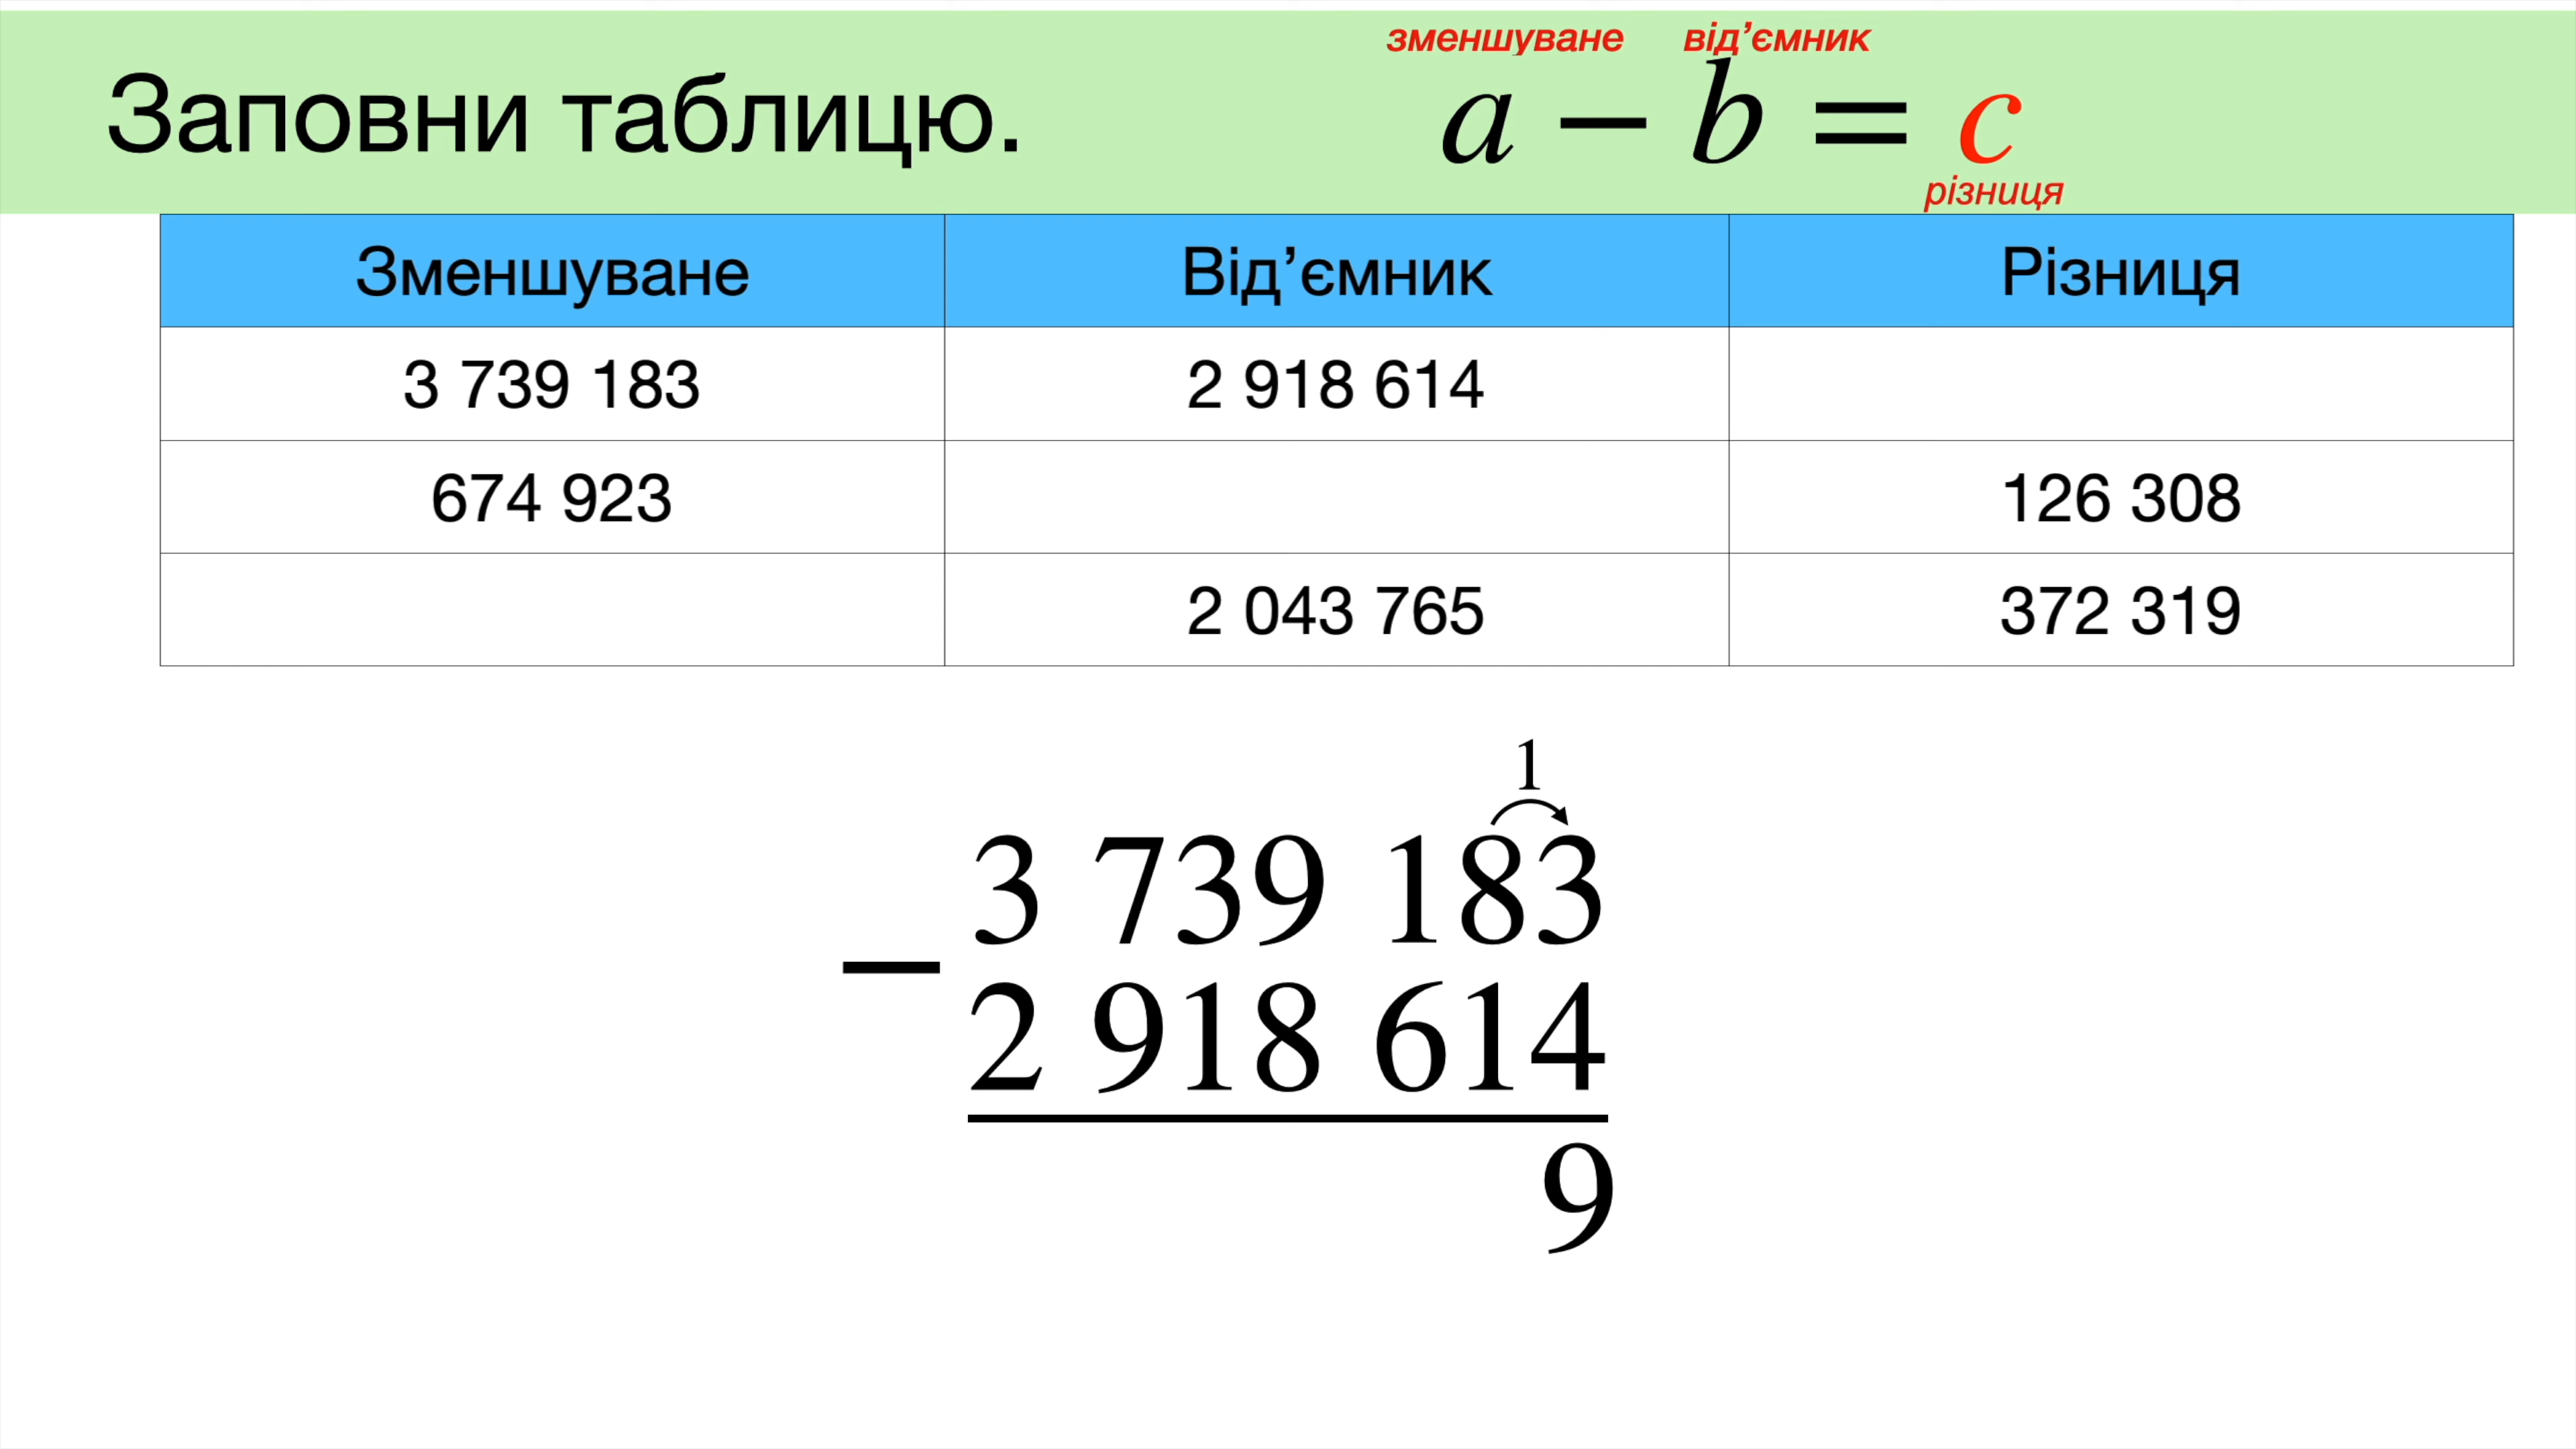 зменшуване від’ємник
Заповни таблицю. a − b = c
різниця
Зменшуване Від’ємник Різниця
3 739 183 2 918 614
674 923 126 308
2 043 765 372 319
1
3 739 183
−
2 918 614
9